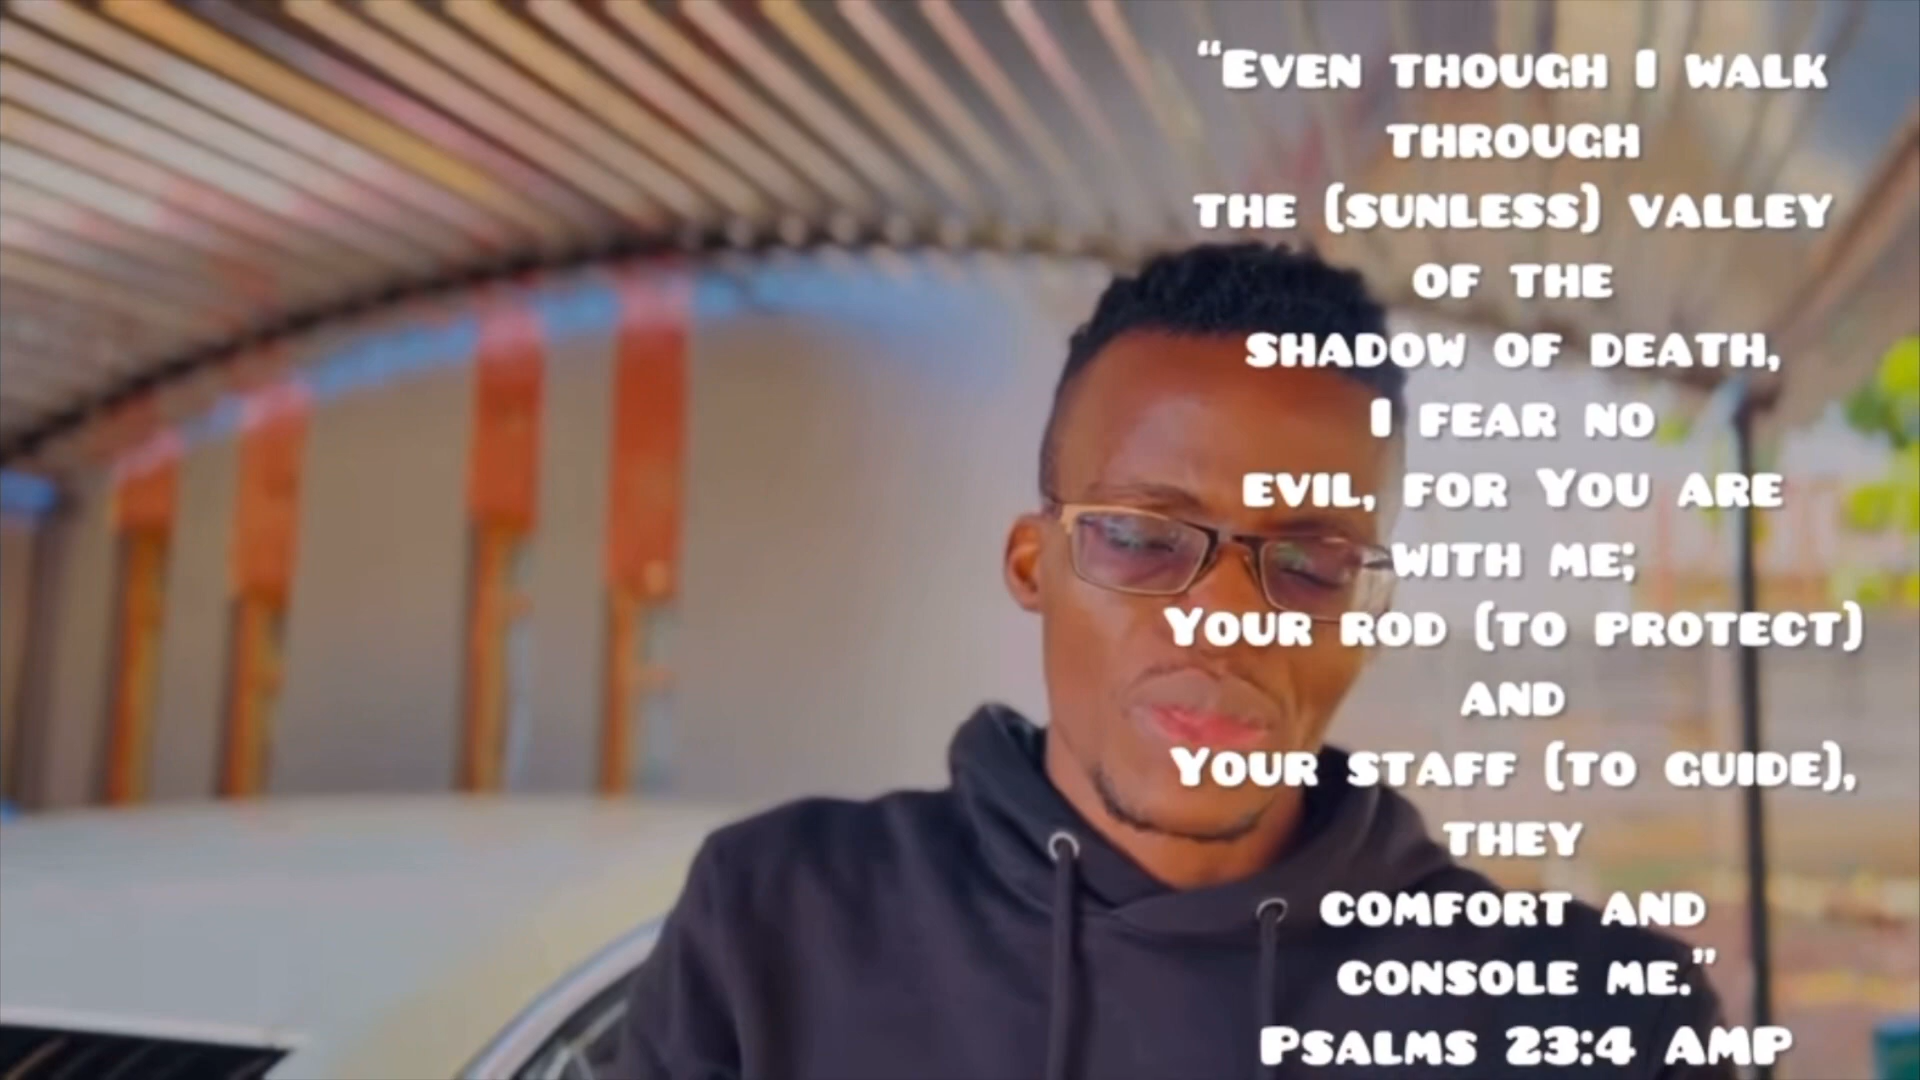 “Even though I walk
through
the (sunless) valley
of the
shadow of death,
I fear no
evil, for You are
with me;
Your rod (to protect)
and
Your staff (to guide),
they
comfort and
console me.”
Psalms 23:4 AMP